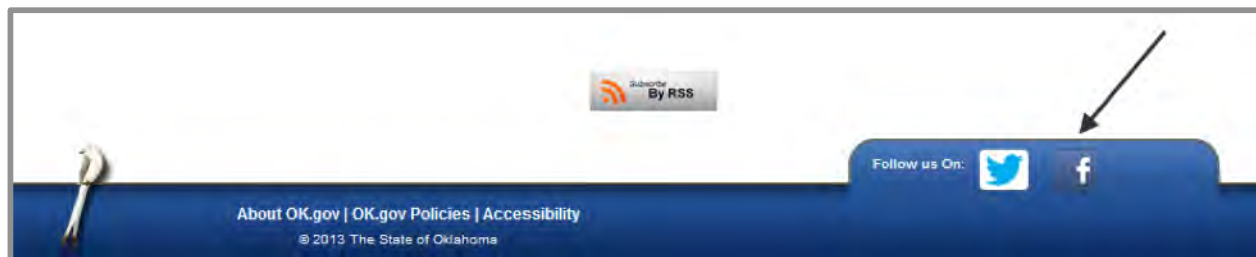 Subscribe
By RSS
Follow us On:
About OK.gov | OK.gov Policies | Accessibility
© 2013 The State of Oklahoma